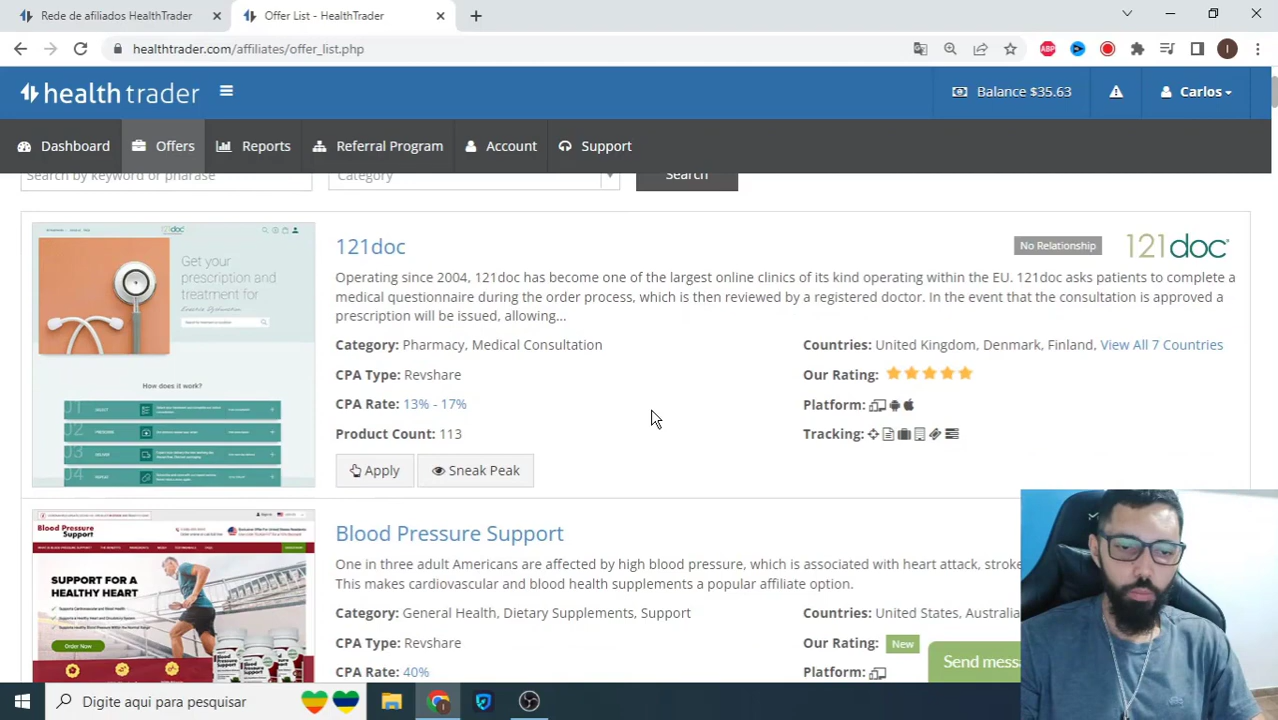 Rede de afiliados HealthTrader
Offer List - HealthTrader
healthtrader.com/affiliates/offer_list.php
ABP
I
health trader
Balance $35.63
Carlos
Dashboard
Offers
Reports
Referral Program
Account
Support
Search by keyword or pharase
Category
Search
121doc
Get your
prescription and
treatment for
Erectile Dysfunction
How does it work?
121doc
No Relationship
121doc
Operating since 2004, 121doc has become one of the largest online clinics of its kind operating within the EU. 121doc asks patients to complete a
medical questionnaire during the order process, which is then reviewed by a registered doctor. In the event that the consultation is approved a
prescription will be issued, allowing...
Category: Pharmacy, Medical Consultation
Countries: United Kingdom, Denmark, Finland, View All 7 Countries
CPA Type: Revshare
Our Rating:
CPA Rate: 13% - 17%
Platform:
Product Count: 113
Tracking:
Apply
Sneak Peak
Blood Pressure
Support
SUPPORT FOR A
HEALTHY HEART
Order Now
Blood Pressure Support
One in three adult Americans are affected by high blood pressure, which is associated with heart attack, stroke
This makes cardiovascular and blood health supplements a popular affiliate option.
Category: General Health, Dietary Supplements, Support
Countries: United States, Australia
CPA Type: Revshare
Our Rating: New
CPA Rate: 40%
Platform:
Send messa
Digite aqui para pesquisar